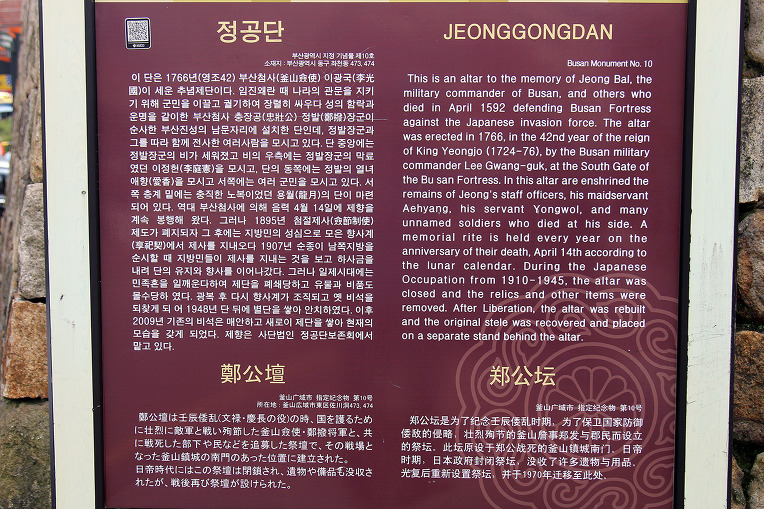 정공단
부산광역시 지정 기념물 제10호
소재지 : 부산광역시 동구 좌천동 473, 474
이 단은 1766년(영조42) 부산첨사(釜山僉使) 이광국(李光
國)이 세운 추념제단이다. 임진왜란 때 나라의 관문을 지키
기 위해 군민을 이끌고 궐기하여 장렬히 싸우다 성의 함락과
운명을 같이한 부산첨사 충장공(忠壯公) 정발(鄭撥)장군이
순사한 부산진성의 남문자리에 설치한 단인데, 정발장군과
그를 따라 함께 전사한 여러사람을 모시고 있다. 단 중앙에는
정발장군의 비가 세워졌고 비의 우측에는 정발장군의 막료
였던 이정헌(李庭憲)을 모시고, 단의 동쪽에는 정발의 열녀
애향(愛香)을 모시고 서쪽에는 여러 군민을 모시고 있다. 서
쪽 층계 밑에는 충직한 노복이었던 용월(龍月)의 단이 마련
되어 있다. 역대 부산첨사에 의해 음력 4월 14일에 제향을
계속 봉행해 왔다. 그러나 1895년 첨절제사(僉節制使)
제도가 폐지되자 그 후에는 지방민의 성심으로 모은 향사계
(享祀契)에서 제사를 지내오다 1907년 순종이 남쪽지방을
순시할 때 지방민들이 제사를 지내는 것을 보고 하사금을
내려 단의 유지와 향사를 이어나갔다. 그러나 일제시대에는
민족혼을 일깨운다하여 제단을 폐쇄당하고 유물과 비품도
몰수당하 였다. 광복 후 다시 향사계가 조직되고 옛 비석을
되찾게 되 어 1948년 단 뒤에 별단을 쌓아 안치하였다. 이후
2009년 기존의 비석은 매안하고 새로이 제단을 쌓아 현재의
모습을 갖게 되었다. 제향은 사단법인 정공단보존회에서
맡고 있다.
JEONGGONGDAN
Busan Monument No. 10
This is an altar to the memory of Jeong Bal, the
military commander of Busan, and others who
died in April 1592 defending Busan Fortress
against the Japanese invasion force. The altar
was erected in 1766, in the 42nd year of the reign
of King Yeongjo (1724-76), by the Busan military
commander Lee Gwang-guk, at the South Gate of
the Bu san Fortress. In this altar are enshrined the
remains of Jeong's staff officers, his maidservant
Aehyang, his servant Yongwol, and many
unnamed soldiers who died at his side. A
memorial rite is held every year on the
anniversary of their death, April 14th according to
the lunar calendar. During the Japanese
Occupation from 1910-1945, the altar was
closed and the relics and other items were
removed. After Liberation, the altar was rebuilt
and the original stele was recovered and placed
on a separate stand behind the altar.
鄭公壇
釜山広域市 指定紀念物 第10号
所在地 : 釜山広域市東区佐川洞473, 474
鄭公壇は壬辰倭乱(文禄・慶長の役)の時、国を護るため
に壮烈に敵軍と戦い殉節した釜山僉使・鄭撥将軍と、共
に戦死した部下や民などを追慕した祭壇で、その戦場と
なった釜山鎮城の南門のあった位置に建立された。
日帝時代にはこの祭壇は閉鎖され、遺物や備品も没収さ
れたが、戦後再び祭壇が設けられた。
郑公坛
釜山广域市 指定纪念物 第10号
郑公坛是为了纪念壬辰倭乱时期, 为了保卫国家防御
倭敌的侵略, 壮烈殉节的釜山詹事郑发与郡民而设立
的祭坛。此坛原设于郑公战死的釜山镇城南门。日帝
时期, 日本政府封闭祭坛, 没收了许多遗物与用品。
光复后重新设置祭坛, 并于1970年迁移至此处。